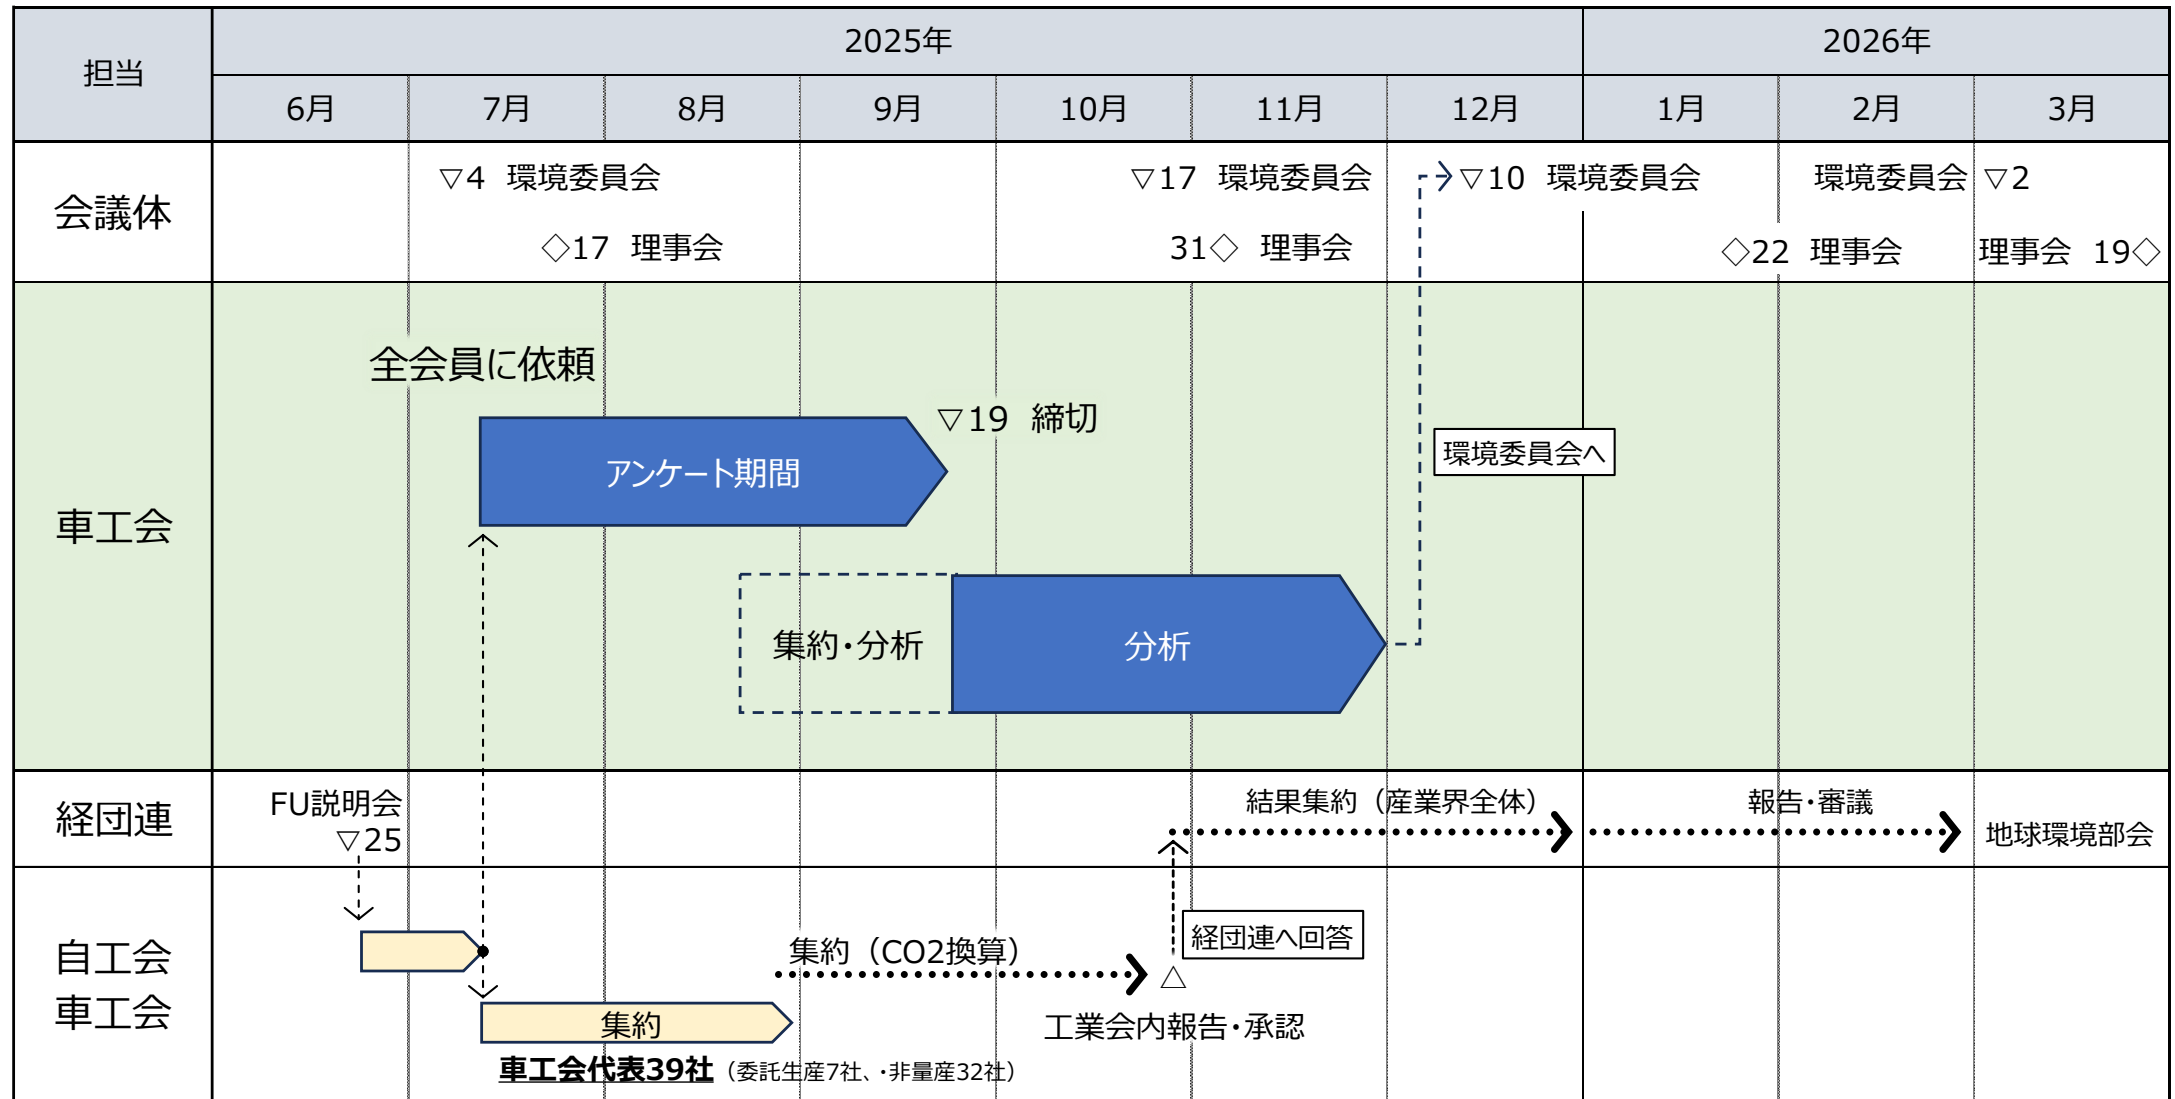 担当
2025年
2026年
6月
7月
8月
9月
10月
11月
12月
1月
2月
3月
会議体
▽4 環境委員会
▽17 環境委員会
▽10 環境委員会
環境委員会 ▽2
◇17 理事会
31◇ 理事会
◇22 理事会
理事会 19◇
車工会
全会員に依頼
▽19 締切
アンケート期間
環境委員会へ
集約・分析
分析
経団連
FU説明会
▽25
結果集約（産業界全体）
報告・審議
地球環境部会
自工会
車工会
集約（CO2換算）
経団連へ回答
△
集約
工業会内報告・承認
車工会代表39社（委託生産7社、・非量産32社）